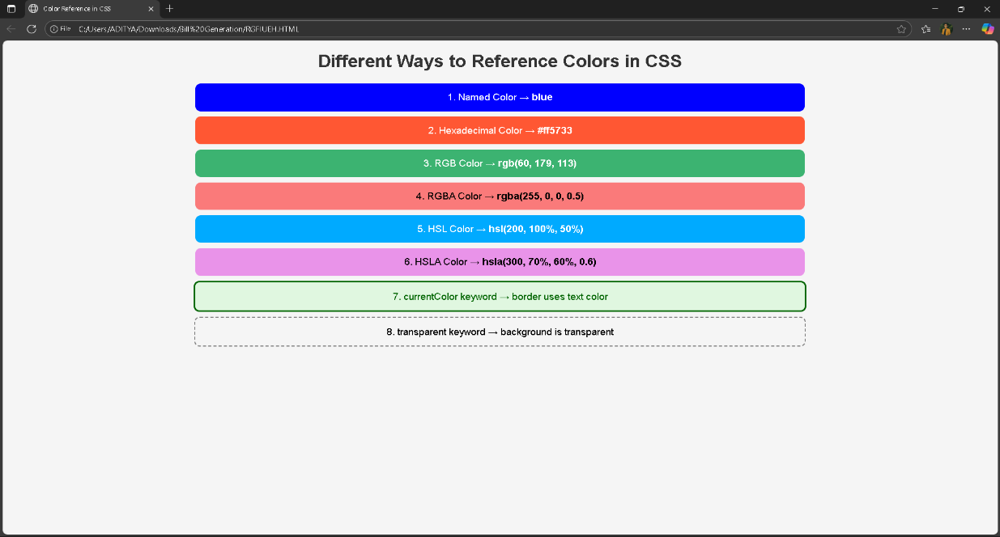 Color Reference in CSS
File C:/Users/ADITYA/Downloads/Bill%20Generation/RGFIUEH.HTML
Different Ways to Reference Colors in CSS
1. Named Color → blue
2. Hexadecimal Color → #ff5733
3. RGB Color → rgb(60, 179, 113)
4. RGBA Color → rgba(255, 0, 0, 0.5)
5. HSL Color → hsl(200, 100%, 50%)
6. HSLA Color → hsla(300, 70%, 60%, 0.6)
7. currentColor keyword → border uses text color
8. transparent keyword → background is transparent